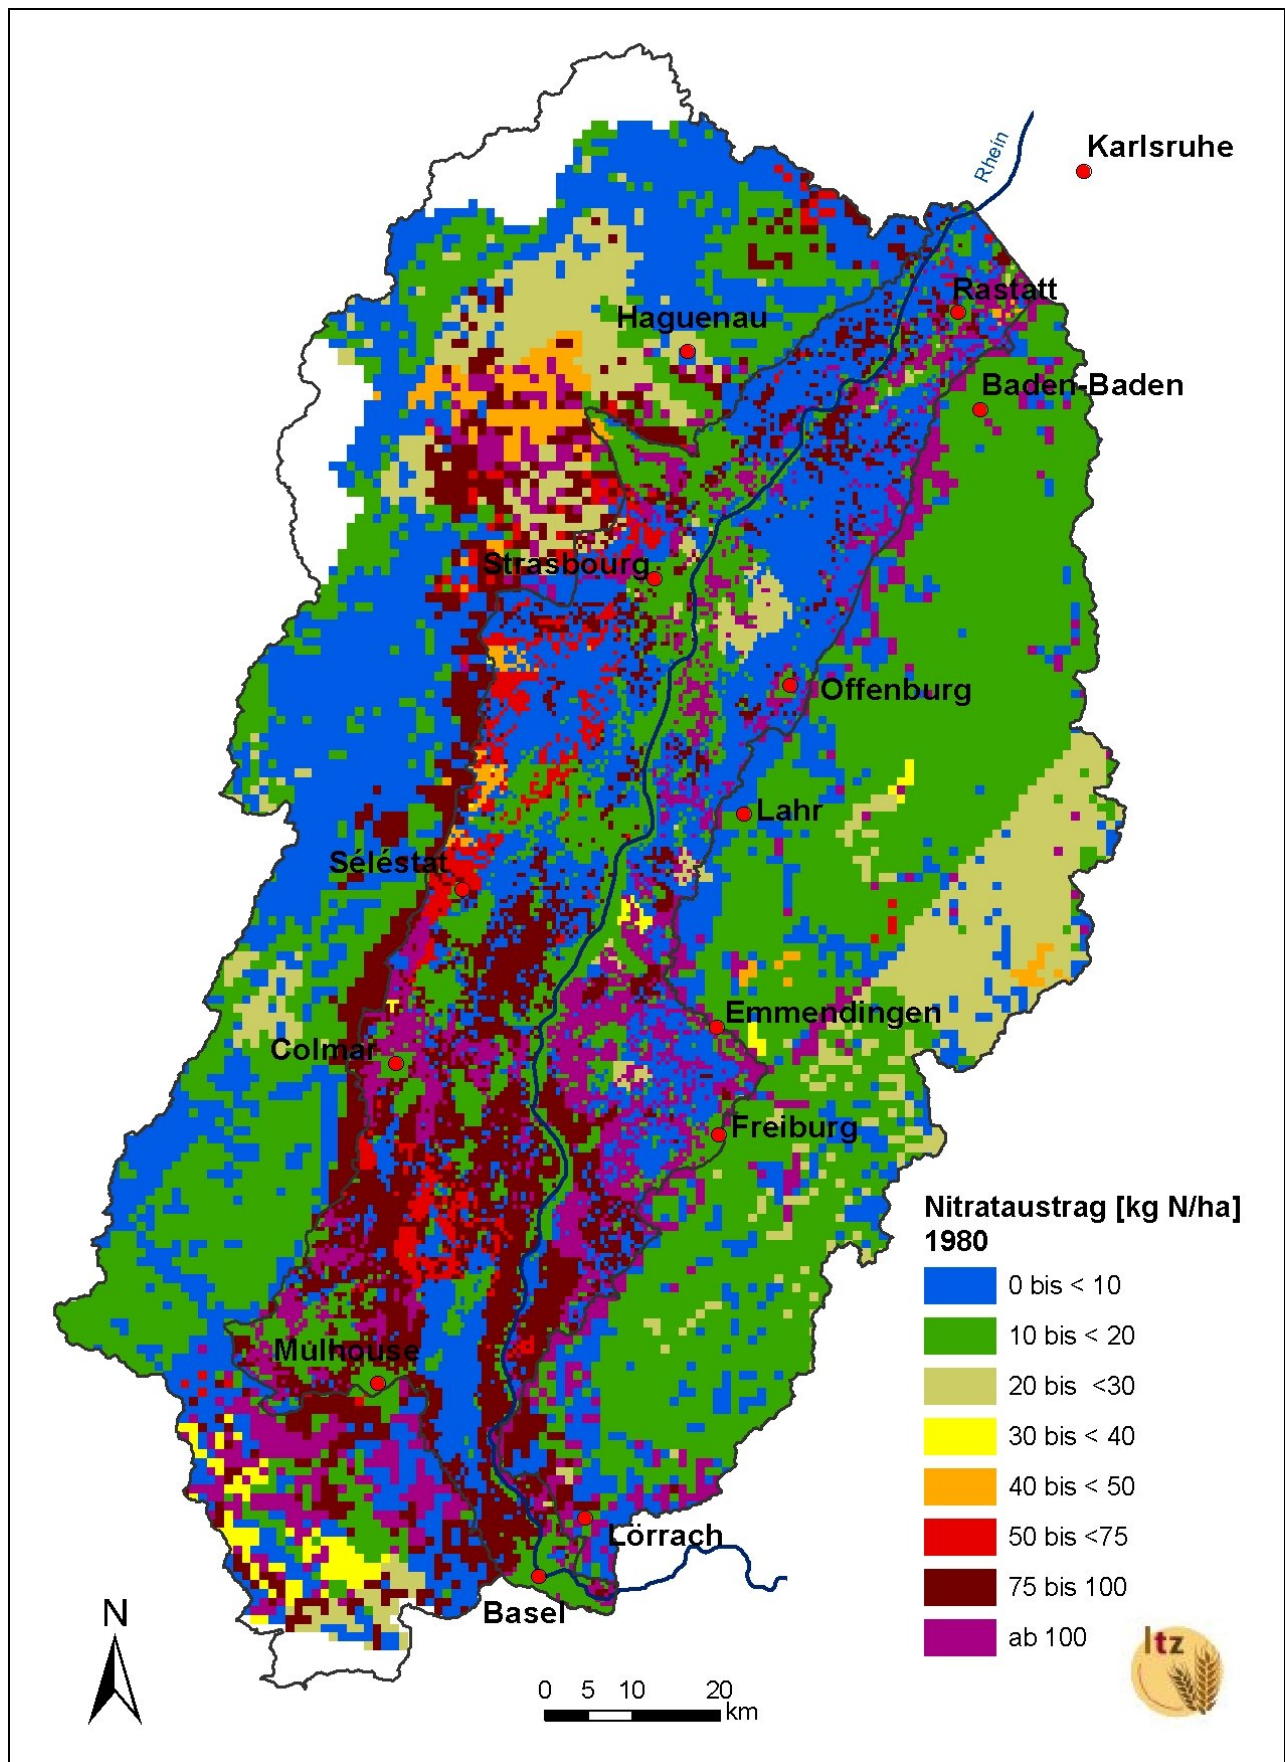 Karlsruhe
Rhein
Rastatt
Haguenau
Baden-Baden
Strasbourg
Offenburg
Lahr
Séléstat
Emmendingen
Colmar
Freiburg
Nitrataustrag [kg N/ha]
1980
0 bis < 10
10 bis < 20
20 bis <30
30 bis < 40
40 bis < 50
50 bis <75
75 bis 100
ab 100
Mulhouse
Lörrach
Basel
N
0 5 10 20
km
ltz